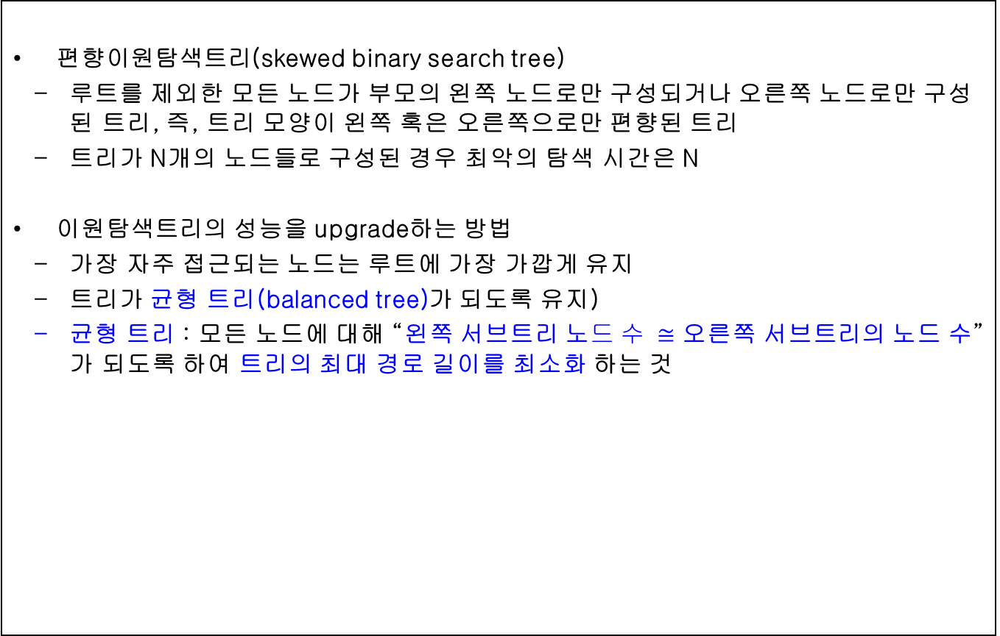 • 편향이원탐색트리(skewed binary search tree)
– 루트를 제외한 모든 노드가 부모의 왼쪽 노드로만 구성되거나 오른쪽 노드로만 구성
된 트리, 즉, 트리 모양이 왼쪽 혹은 오른쪽으로만 편향된 트리
– 트리가 N개의 노드들로 구성된 경우 최악의 탐색 시간은 N
• 이원탐색트리의 성능을 upgrade하는 방법
– 가장 자주 접근되는 노드는 루트에 가장 가깝게 유지
– 트리가 균형 트리(balanced tree)가 되도록 유지)
– 균형 트리 : 모든 노드에 대해 “왼쪽 서브트리 노드 수 ≅ 오른쪽 서브트리의 노드 수”
가 되도록 하여 트리의 최대 경로 길이를 최소화 하는 것